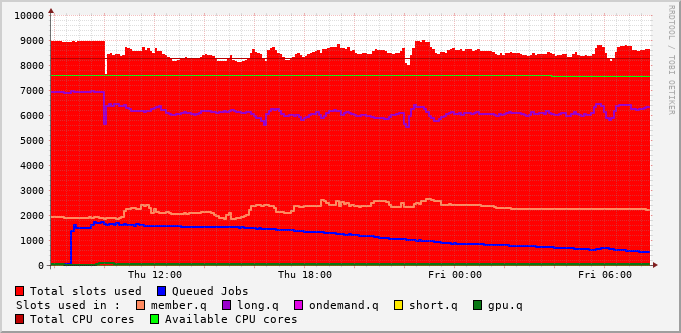 RRDTOOL / TOBI OETIKER
10000
9000
8000
7000
6000
5000
4000
3000
2000
1000
0
Thu 12:00 Thu 18:00 Fri 00:00 Fri 06:00
Total slots used Queued Jobs
Slots used in : member.q long.q ondemand.q short.q gpu.q
Total CPU cores Available CPU cores